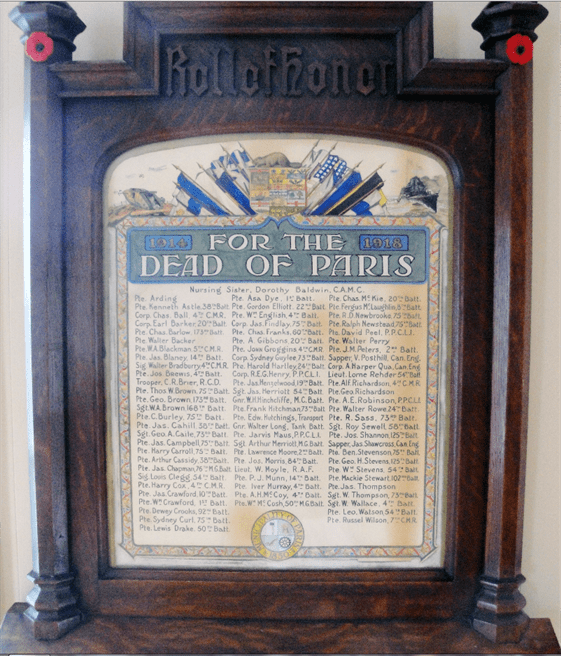 Roll of Honor
1914 FOR THE 1918
DEAD OF PARIS
Nursing Sister, Dorothy Baldwin, C.A.M.C.
Pte. Arding
Pte. Kenneth Astle, 38th Batt.
Corp. Chas. Ball 4th C.M.R.
Corp. Earl Barker 20th Batt.
Pte. Chas Barlow, 173rd Batt.
Pte. Walter Bucker
Pte. W.A. Blackman 5th C.M.R.
Pte. Jas. Blaney 14th Batt.
Sig. Walter Bradburry, 4th C.M.R.
Pte. Jos. Daewis, 4th Batt.
Trooper, C.R. Brier, R.C.D.
Pte. Thos. W. Brown, 75th Batt.
Pte. Geo. Brown, 173rd Batt.
Sgt. W.A. Brown 168th Batt.
Pte. C. Burley, 75th Batt.
Pte. Jas. Cahill, 38th Batt.
Sgt. Geo. A. Caile, 73rd Batt.
Pte. Jas. Campbell, 75th Batt.
Pte. Harry Carroll 75th Batt.
Pte. Arthur Cassidy, 38th Batt.
Pte. Jas. Chapman, 76th M.G. Batt.
Sig. Louis Clegg, 54th Batt.
Pte. Harry Cox, 4th C.M.R.
Pte. Jas. Crawford, 10th Batt.
Pte. Wm Crawford, 1st Batt.
Pte. Dewey Crooks, 92nd Batt.
Pte. Sydney Curl, 75th Batt.
Pte. Lewis Drake, 50th Batt.
Pte. Asa Dye, 1st Batt.
Pte. Gordon Elliott, 22nd Batt.
Pte. Wm English, 4th Batt.
Corp. Jas. Findlay, 75th Batt.
Pte. Chas Franks, 60th Batt.
Pte. A. Gibbons 20th Batt.
Pte. John Groggins 4th C.M.R.
Corp. Sydney Guylee 73rd Batt.
Pte. Harold Hartley, 24th Batt.
Corp. R.E.G. Henry, P.P.C.L.I.
Pte. Jas. Henselwood, 19th Batt.
Sgt. Jas. Herriott 54th Batt.
Gnr. W.H. Hinchcliffe, M.C. Batt.
Pte. Frank Hitchman, 73rd Batt.
Pte. Edw. Hutchings, Transport
Gnr. Walter Long, Tank Batt.
Pte. Jarvis Maus, P.P.C.L.I.
Sgt. Arthur Merriott, M.G. Batt.
Pte. Lawrence Moore, 2nd Batt.
Pte. Jos. Morris, 84th Batt.
Lieut. W. Moyle, R.A.F.
Pte. P.J. Munn, 14th Batt.
Pte. Iver Murray, 4th Batt.
Pte. A.H. McCoy, 4th Batt.
Pte. Wm McCosh, 50th M.G. Batt.
Pte. Chas. McKie, 20th Batt.
Pte. Fergus McLaughlin, 8th Batt.
Pte. R.D. Newbrooke, 75th Batt.
Pte. Ralph Newstead, 75th Batt.
Pte. David Peel, P.P.C.L.I.
Pte. Walter Perry
Pte. J.M. Peters, 2nd Batt.
Sapper, V. Posthill, Can. Eng.
Corp. A. Harper Qua, Can. Eng.
Lieut. Lorne Rehder 54th Batt.
Pte. Alf. Richardson, 4th C.M.R.
Pte. Geo. Richardson
Pte. A.E. Robinson, P.P.C.L.I.
Pte. Walter Rowe 24th Batt.
Pte. R. Sass, 73rd Batt.
Sgt. Roy Sewell, 58th Batt.
Pte. Jos. Shannon, 125th Batt.
Sapper, Jas. Shawcross, Can. Eng.
Pte. Ben. Stevenson, 75th Batt.
Pte. Geo. H. Stevens, 125th Batt.
Pte. Wm Stevens, 54th Batt.
Pte. Mackie Stewart, 102nd Batt.
Pte. Jas. Thompson
Sgt. W. Thompson, 73rd Batt.
Sgt. W. Wallace, 4th Batt.
Pte. Leo, Watson, 54th Batt.
Pte. Russel Wilson, 7th C.M.R.